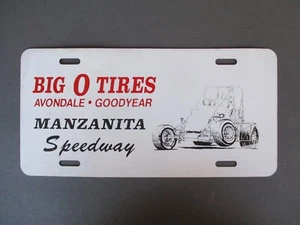 BIG O TIRES
AVONDALE • GOODYEAR
MANZANITA
Speedway